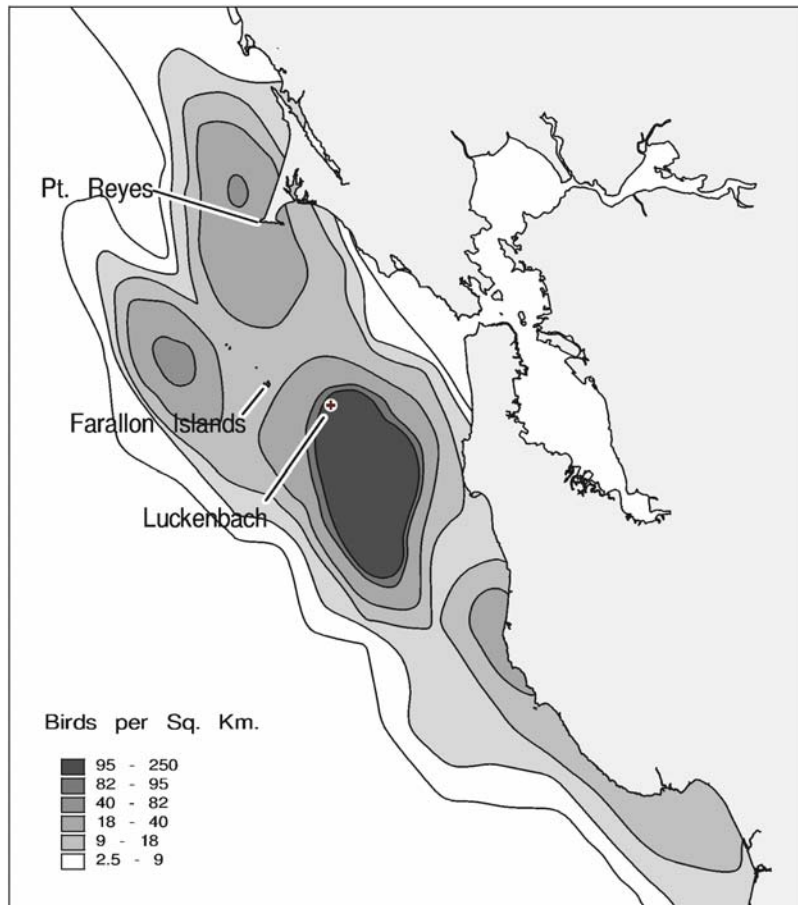 Pt. Reyes
Farallon Islands
Luckenbach
Birds per Sq. Km.
95 - 250
82 - 95
40 - 82
18 - 40
9 - 18
2.5 - 9